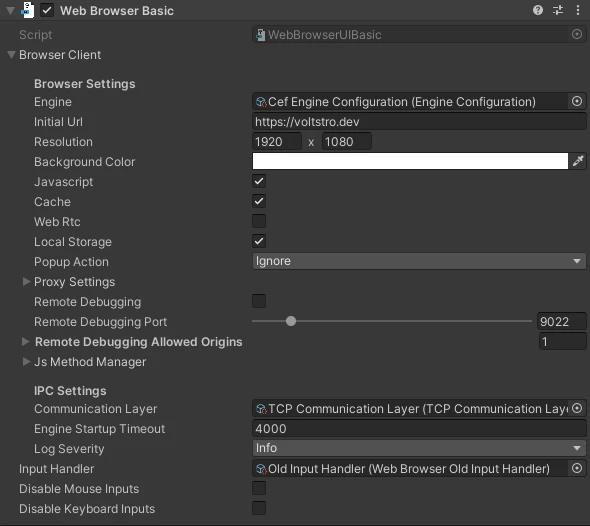 Web Browser Basic
Script WebBrowserUIBasic
Browser Client
Browser Settings
Engine Cef Engine Configuration (Engine Configuration)
Initial Url https://voltstro.dev
Resolution 1920 x 1080
Background Color
Javascript
Cache
Web Rtc
Local Storage
Popup Action Ignore
Proxy Settings
Remote Debugging
Remote Debugging Port 9022
Remote Debugging Allowed Origins 1
Js Method Manager
IPC Settings
Communication Layer TCP Communication Layer (TCP Communication Laye
Engine Startup Timeout 4000
Log Severity Info
Input Handler Old Input Handler (Web Browser Old Input Handler)
Disable Mouse Inputs
Disable Keyboard Inputs